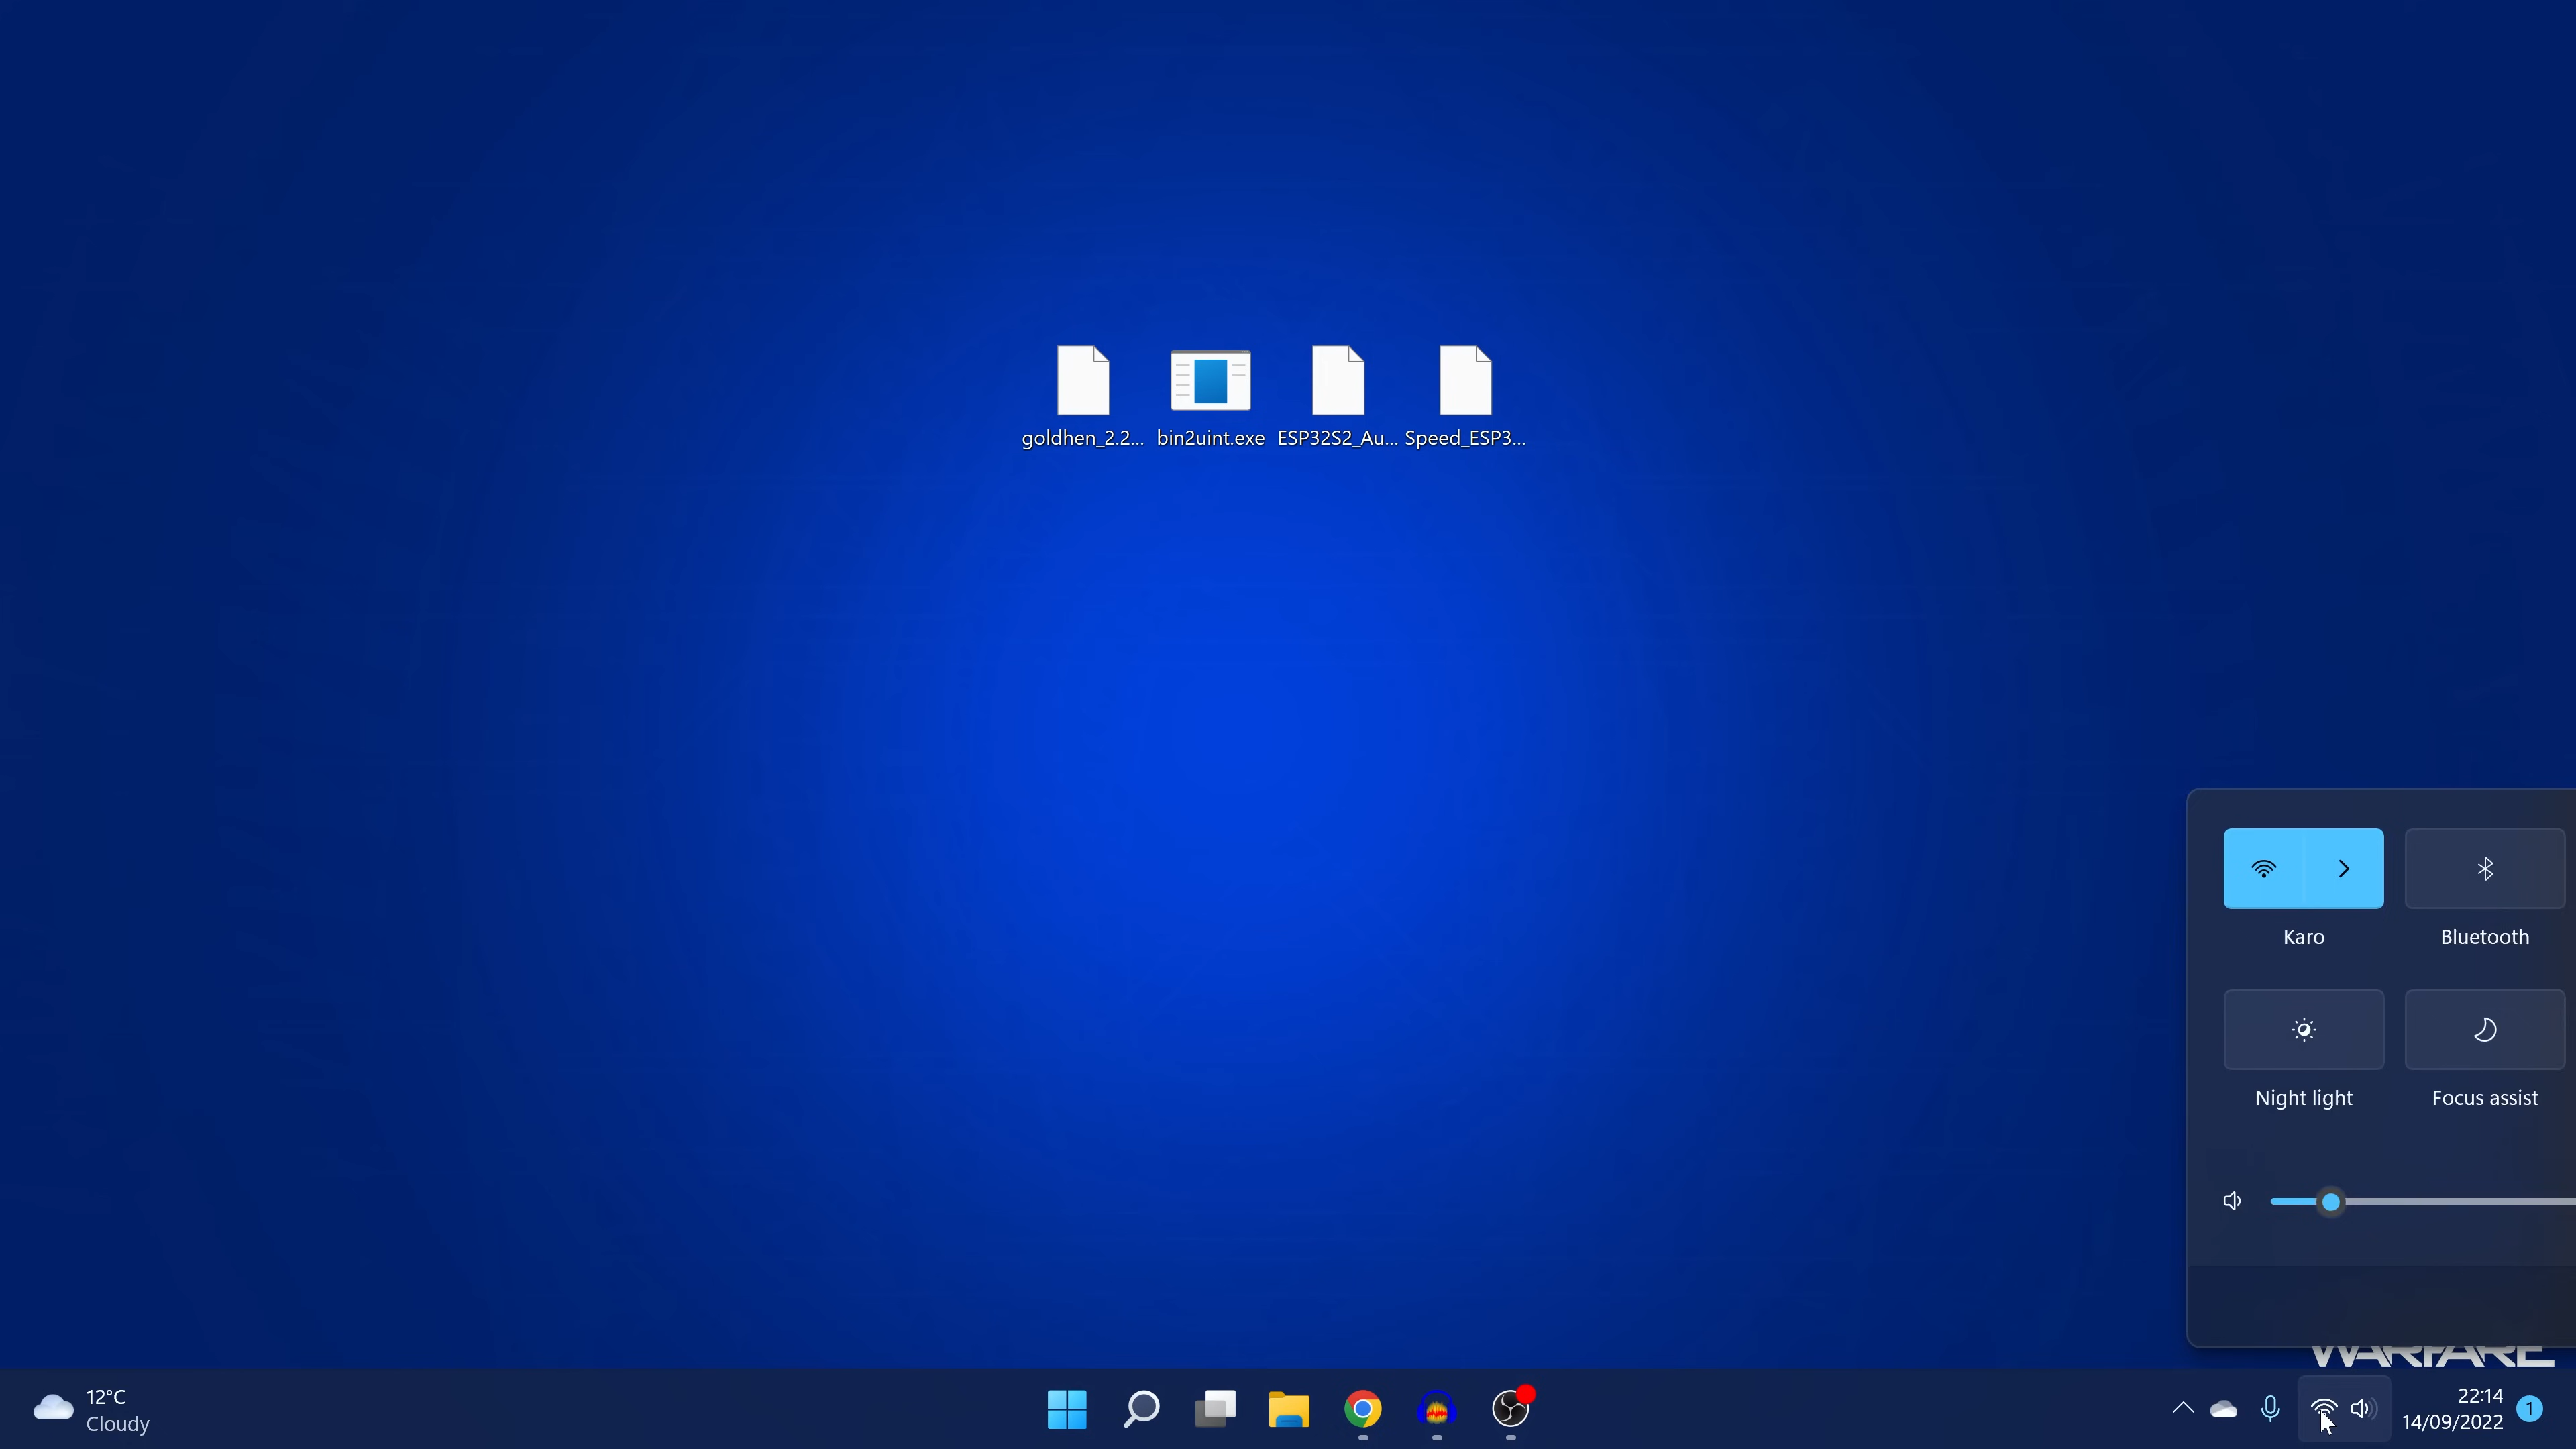 goldhen_2.2...
bin2uint.exe
ESP32S2_Au...
Speed_ESP3...
Karo
Bluetooth
Night light
Focus assist
WARFARE
12°C
Cloudy
22:14
14/09/2022
1